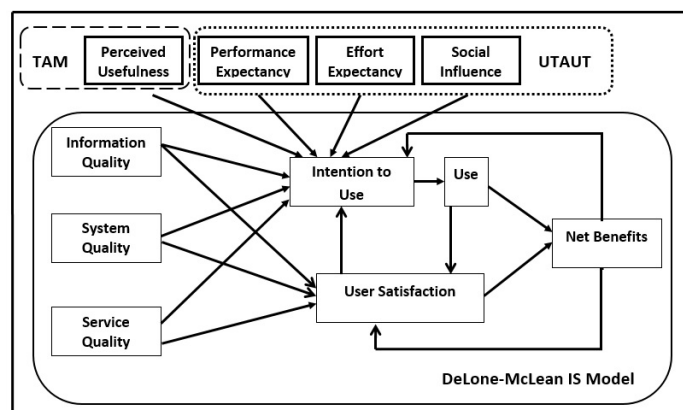 TAM
Perceived
Usefulness
Performance
Expectancy
Effort
Expectancy
Social
Influence
UTAUT
Information
Quality
Intention to
Use
Use
System
Quality
Net Benefits
User Satisfaction
Service
Quality
DeLone-McLean IS Model